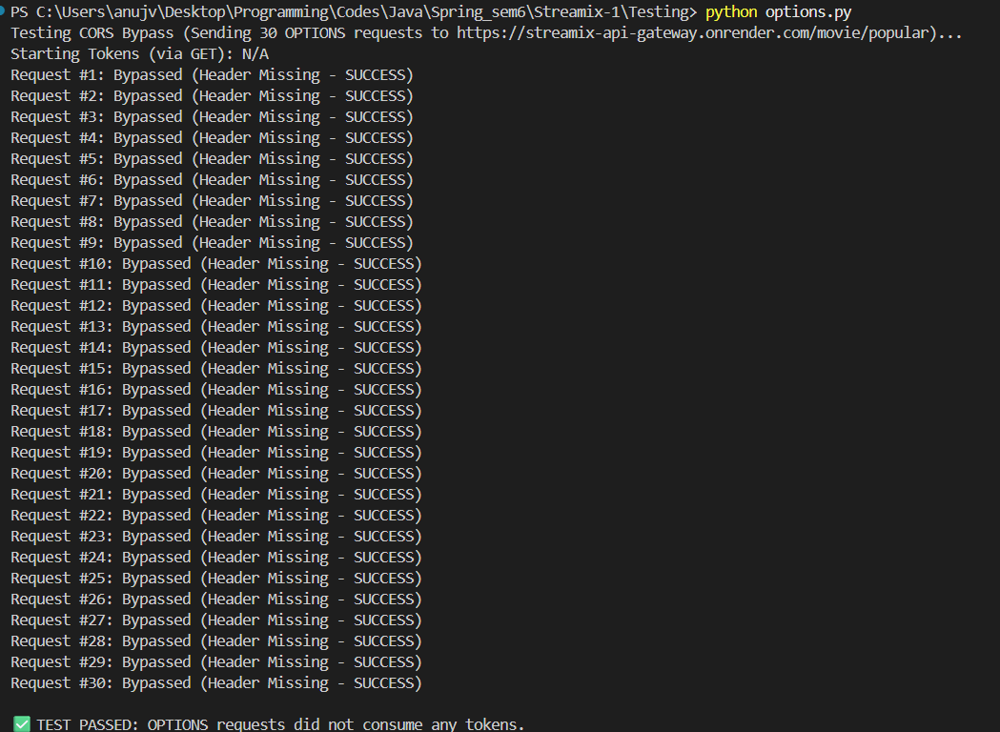 PS C:\Users\anujv\Desktop\Programming\Codes\Java\Spring_sem6\Streamix-1\Testing> python options.py
Testing CORS Bypass (Sending 30 OPTIONS requests to https://streamix-api-gateway.onrender.com/movie/popular)...
Starting Tokens (via GET): N/A
Request #1: Bypassed (Header Missing - SUCCESS)
Request #2: Bypassed (Header Missing - SUCCESS)
Request #3: Bypassed (Header Missing - SUCCESS)
Request #4: Bypassed (Header Missing - SUCCESS)
Request #5: Bypassed (Header Missing - SUCCESS)
Request #6: Bypassed (Header Missing - SUCCESS)
Request #7: Bypassed (Header Missing - SUCCESS)
Request #8: Bypassed (Header Missing - SUCCESS)
Request #9: Bypassed (Header Missing - SUCCESS)
Request #10: Bypassed (Header Missing - SUCCESS)
Request #11: Bypassed (Header Missing - SUCCESS)
Request #12: Bypassed (Header Missing - SUCCESS)
Request #13: Bypassed (Header Missing - SUCCESS)
Request #14: Bypassed (Header Missing - SUCCESS)
Request #15: Bypassed (Header Missing - SUCCESS)
Request #16: Bypassed (Header Missing - SUCCESS)
Request #17: Bypassed (Header Missing - SUCCESS)
Request #18: Bypassed (Header Missing - SUCCESS)
Request #19: Bypassed (Header Missing - SUCCESS)
Request #20: Bypassed (Header Missing - SUCCESS)
Request #21: Bypassed (Header Missing - SUCCESS)
Request #22: Bypassed (Header Missing - SUCCESS)
Request #23: Bypassed (Header Missing - SUCCESS)
Request #24: Bypassed (Header Missing - SUCCESS)
Request #25: Bypassed (Header Missing - SUCCESS)
Request #26: Bypassed (Header Missing - SUCCESS)
Request #27: Bypassed (Header Missing - SUCCESS)
Request #28: Bypassed (Header Missing - SUCCESS)
Request #29: Bypassed (Header Missing - SUCCESS)
Request #30: Bypassed (Header Missing - SUCCESS)
✅ TEST PASSED: OPTIONS requests did not consume any tokens.